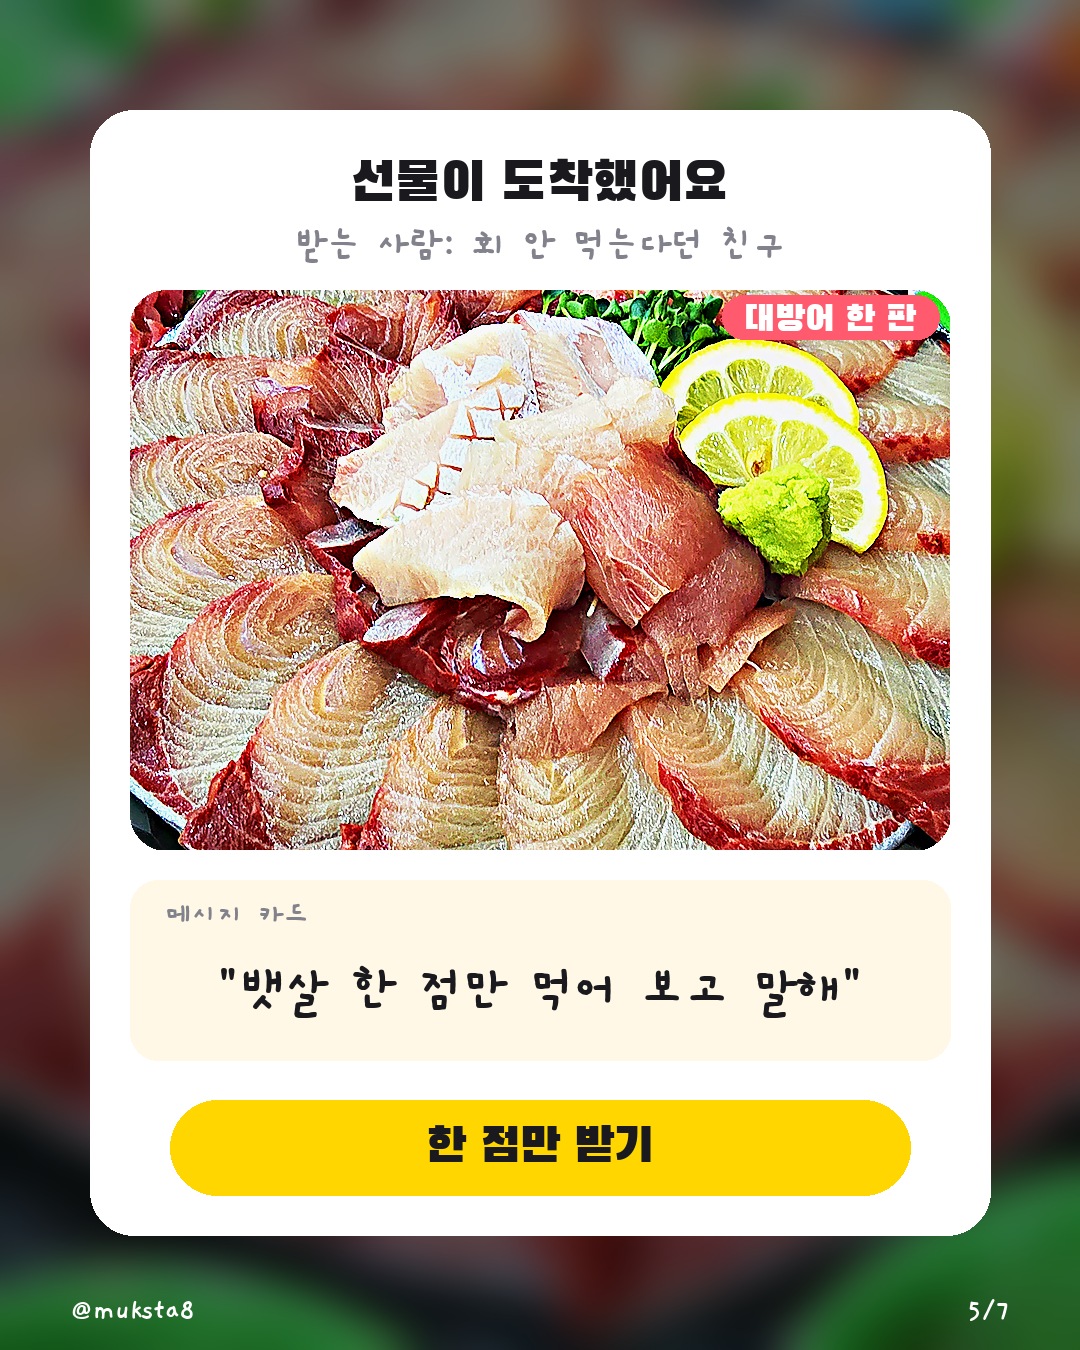 선물이 도착했어요
받는 사람: 회 안 먹는다던 친구
대방어 한 판
메시지 카드
"뱃살 한 점만 먹어 보고 말해"
한 점만 받기
@muksta8
5/7